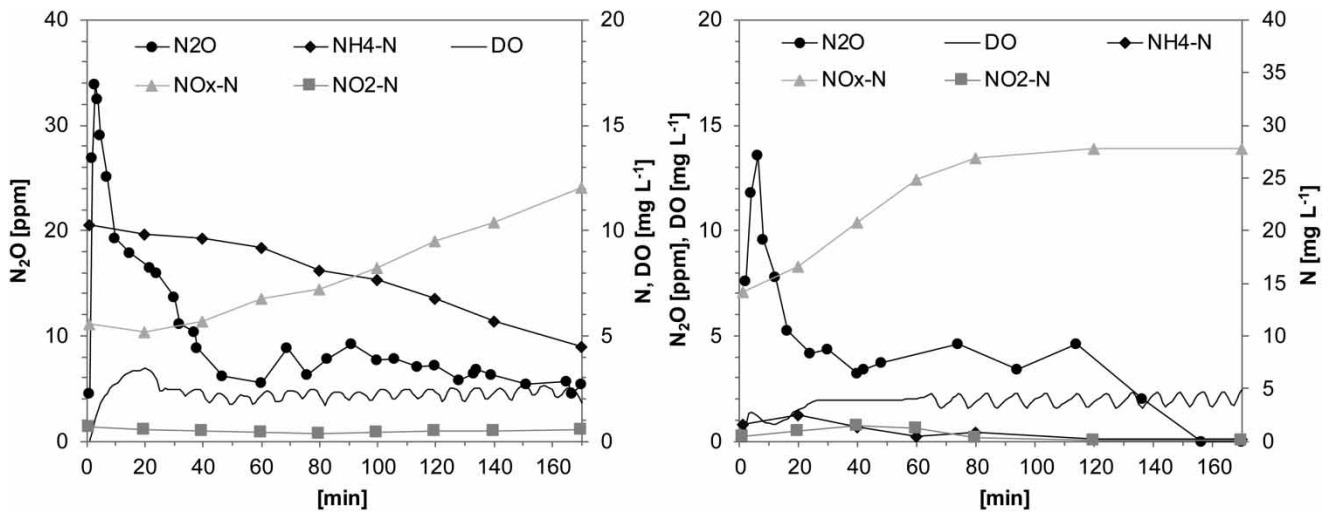 40
30
20
10
0
N₂O [ppm]
N2O NH4-N DO
NOx-N NO2-N
20
15
10
5
0
N, DO [mg L⁻¹]
0 20 40 60 80 100 120 140 160
[min]
20
15
10
5
0
N₂O [ppm], DO [mg L⁻¹]
N2O DO NH4-N
NOx-N NO2-N
40
35
30
25
20
15
10
5
0
N [mg L⁻¹]
0 20 40 60 80 100 120 140 160
[min]